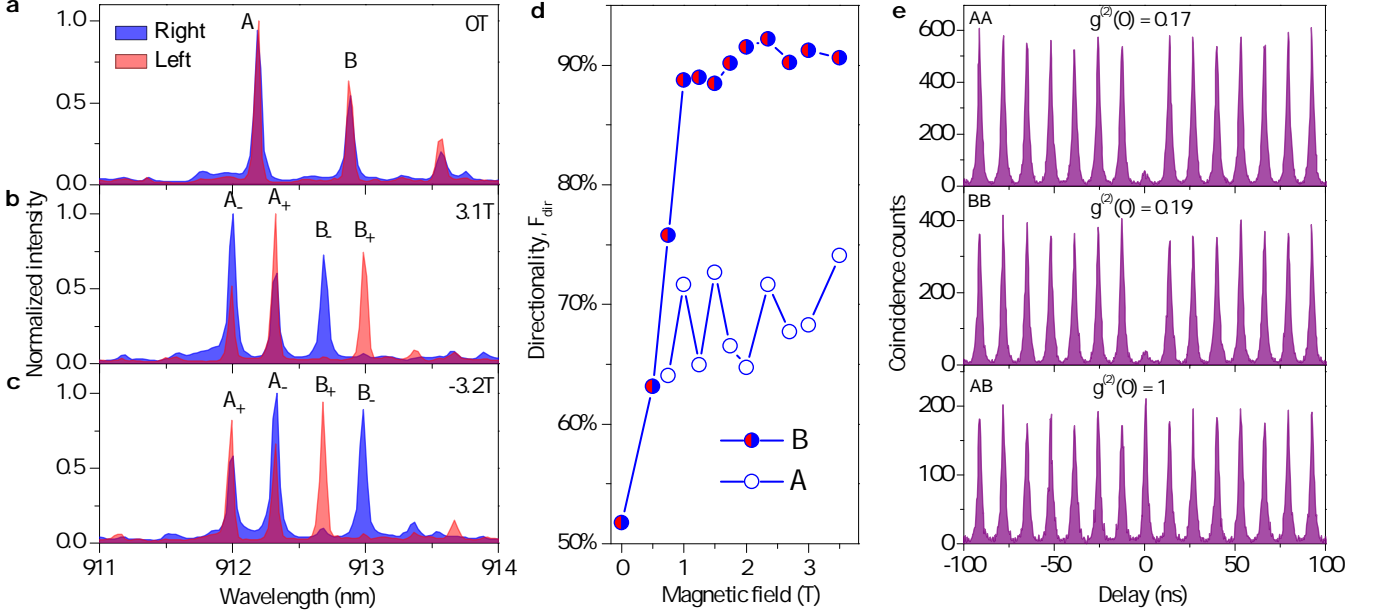 a
1.0
0.5
0.0
Right
Left
A
B
0T
b
1.0
0.5
0.0
A-
A+
B-
B+
3.1T
c
1.0
0.5
0.0
A+
A-
B+
B-
-3.2T
911
912
913
914
Normalized intensity
Wavelength (nm)
d
90%
80%
70%
60%
50%
Directionality, Fdir
B
A
0
1
2
3
Magnetic field (T)
e
AA
g(2)(0) = 0.17
600
400
200
0
BB
g(2)(0) = 0.19
400
200
0
AB
g(2)(0) = 1
200
100
0
-100
-50
0
50
100
Coincidence counts
Delay (ns)